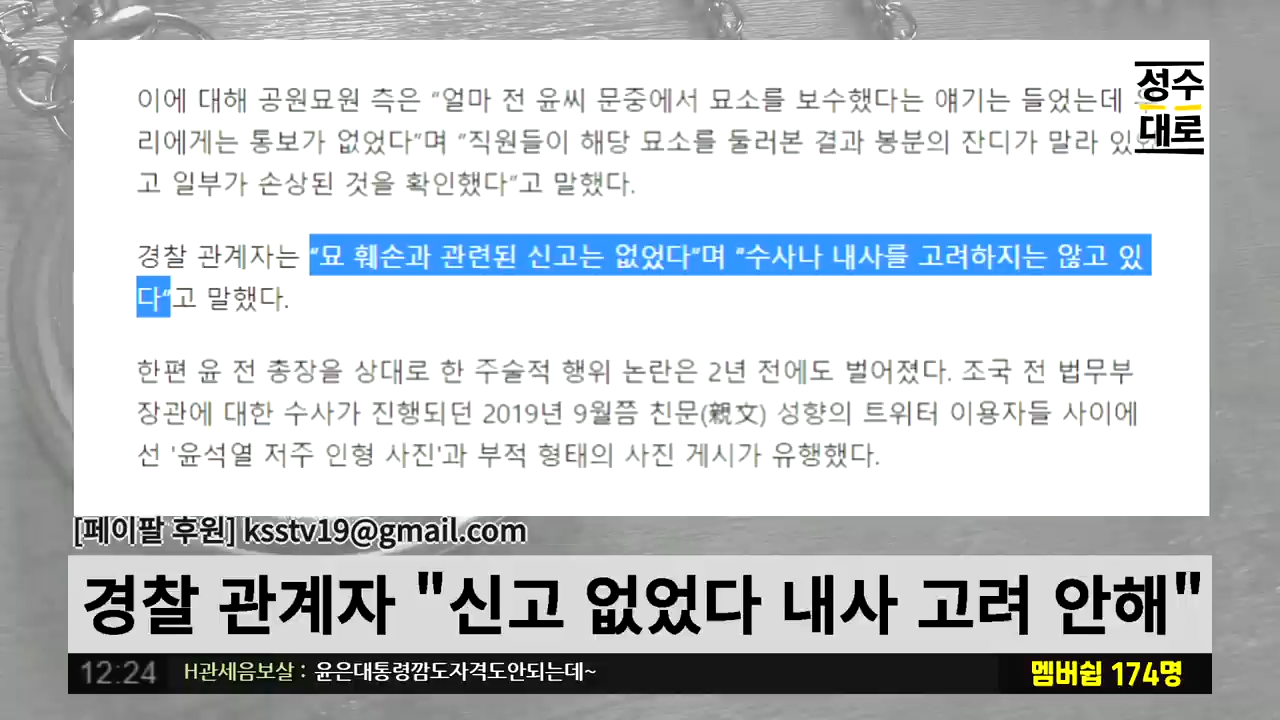 이에 대해 공원묘원 측은 “얼마 전 윤씨 문중에서 묘소를 보수했다는 얘기는 들었는데
리에게는 통보가 없었다”며 “직원들이 해당 묘소를 둘러본 결과 봉분의 잔디가 말라 있
고 일부가 손상된 것을 확인했다”고 말했다.
성수
대로
경찰 관계자는 “묘 훼손과 관련된 신고는 없었다”며 “수사나 내사를 고려하지는 않고 있
다”고 말했다.
한편 윤 전 총장을 상대로 한 주술적 행위 논란은 2년 전에도 벌어졌다. 조국 전 법무부
장관에 대한 수사가 진행되던 2019년 9월쯤 친문(親文) 성향의 트위터 이용자들 사이에
선 '윤석열 저주 인형 사진'과 부적 형태의 사진 게시가 유행했다.
[페이팔 후원] ksstv19@gmail.com
경찰 관계자 "신고 없었다 내사 고려 안해"
12:24 H관세음보살 : 윤은대통령깜도자격도안되는데~ 멤버쉽 174명